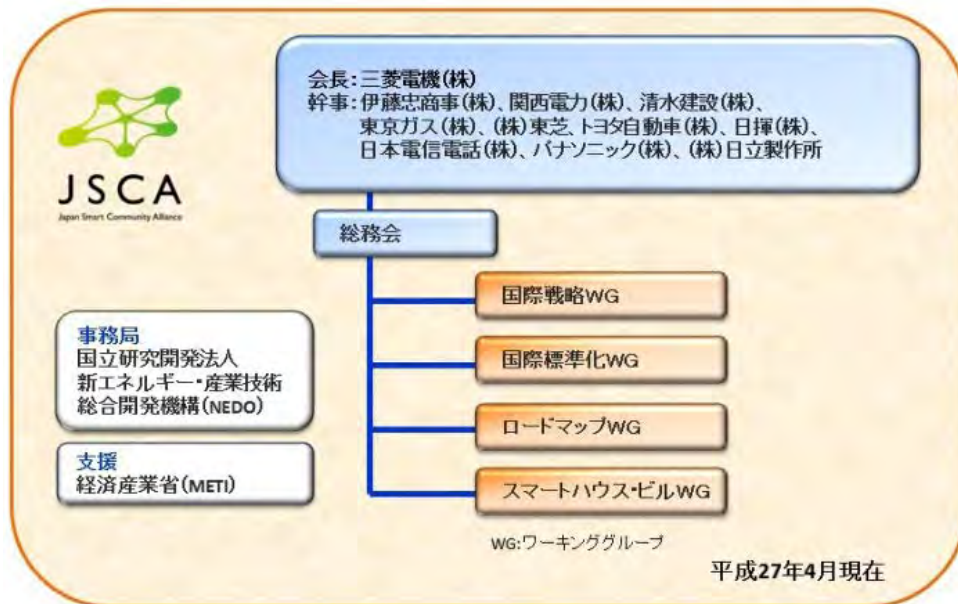 会長:三菱電機(株)
幹事:伊藤忠商事(株)、関西電力(株)、清水建設(株)、
東京ガス(株)、(株)東芝、トヨタ自動車(株)、日揮(株)、
日本電信電話(株)、パナソニック(株)、(株)日立製作所
JSCA
Japan Smart Community Alliance
総務会
国際戦略WG
国際標準化WG
ロードマップWG
スマートハウス・ビルWG
WG:ワーキンググループ
事務局
国立研究開発法人
新エネルギー・産業技術
総合開発機構(NEDO)
支援
経済産業省(METI)
平成27年4月現在